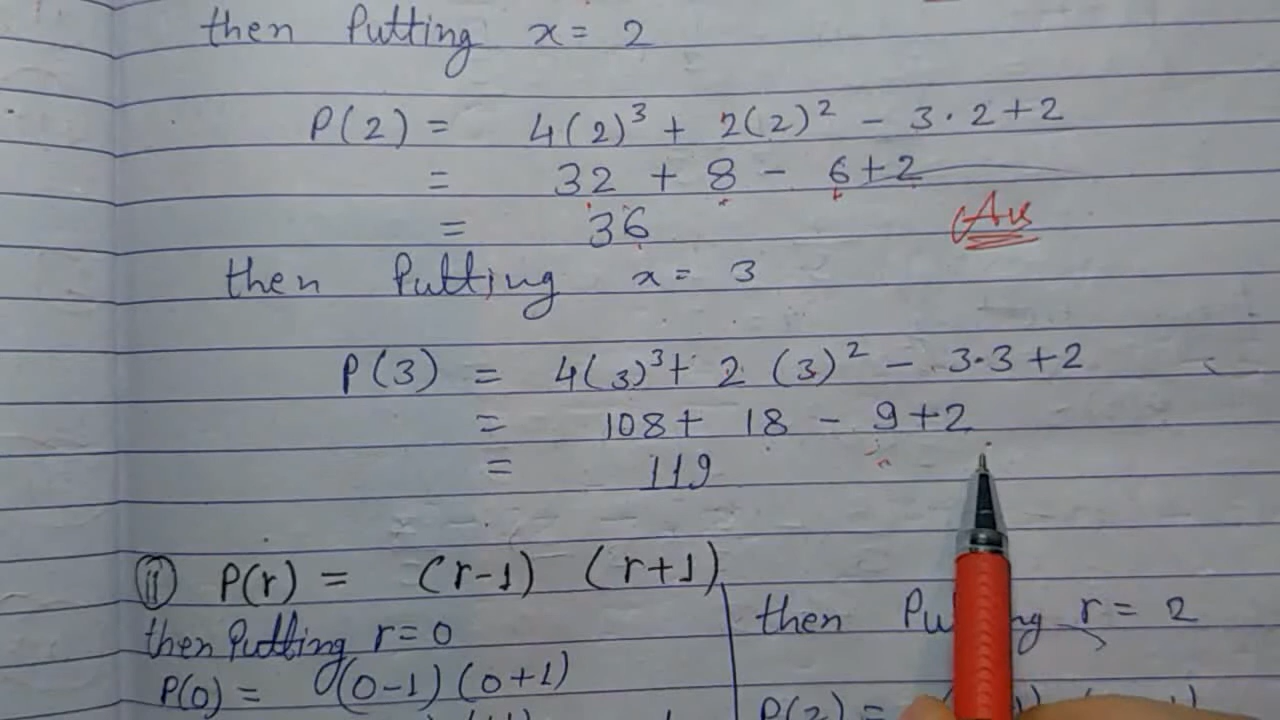 then Putting x = 2
P(2) = 4(2)³ + 2(2)² - 3·2+2
= 32 + 8 - 6+2
= 36
then Putting x = 3
P(3) = 4(3)³+ 2 (3)² - 3·3+2
= 108+ 18 - 9+2
= 119
(ii) P(r) = (r-1) (r+1)
then Putting r=0
P(0) = (0-1)(0+1)
then r = 2
P(2) =